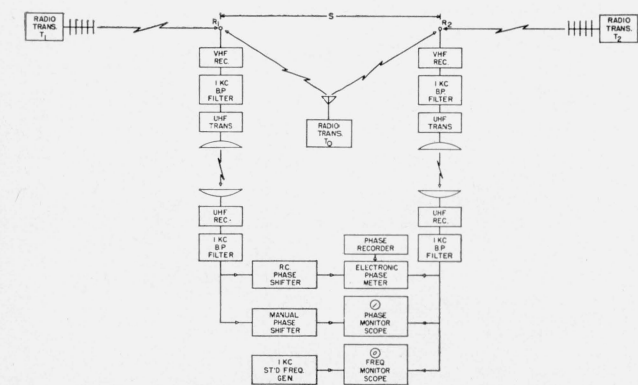 S
RADIO
TRANS.
T1
R1
R2
RADIO
TRANS.
T2
VHF
REC.
VHF
REC.
1 KC
B.P
FILTER
1 KC
B.P
FILTER
UHF
TRANS
RADIO
TRANS.
TO
UHF
TRANS
UHF
REC.
UHF
REC.
1 KC
B.P
FILTER
PHASE
RECORDER
1 KC
B.P
FILTER
R.C
PHASE
SHIFTER
ELECTRONIC
PHASE
METER
MANUAL
PHASE
SHIFTER
PHASE
MONITOR
SCOPE
1 KC
ST'D FREQ.
GEN
FREQ
MONITOR
SCOPE